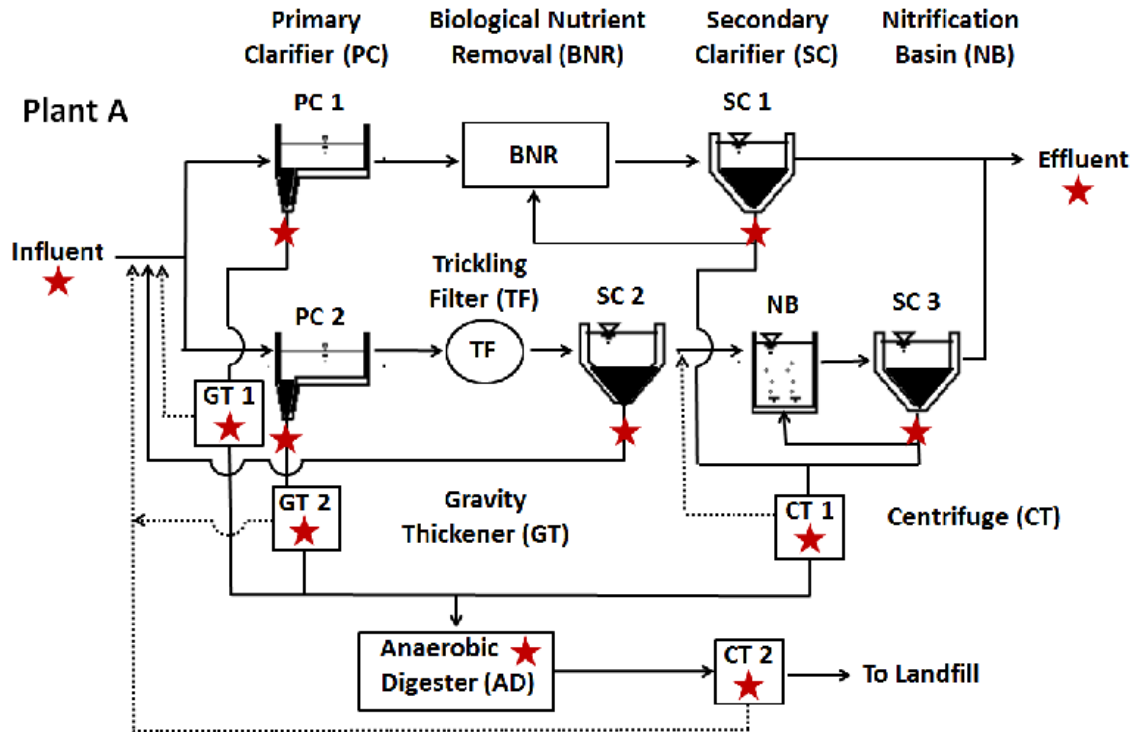 Primary
Clarifier (PC)
Biological Nutrient
Removal (BNR)
Secondary
Clarifier (SC)
Nitrification
Basin (NB)
Plant A
PC 1
BNR
SC 1
Effluent
Influent
Trickling
Filter (TF)
PC 2
TF
SC 2
NB
SC 3
GT 1
GT 2
Gravity
Thickener (GT)
CT 1
Centrifuge (CT)
Anaerobic
Digester (AD)
CT 2
To Landfill